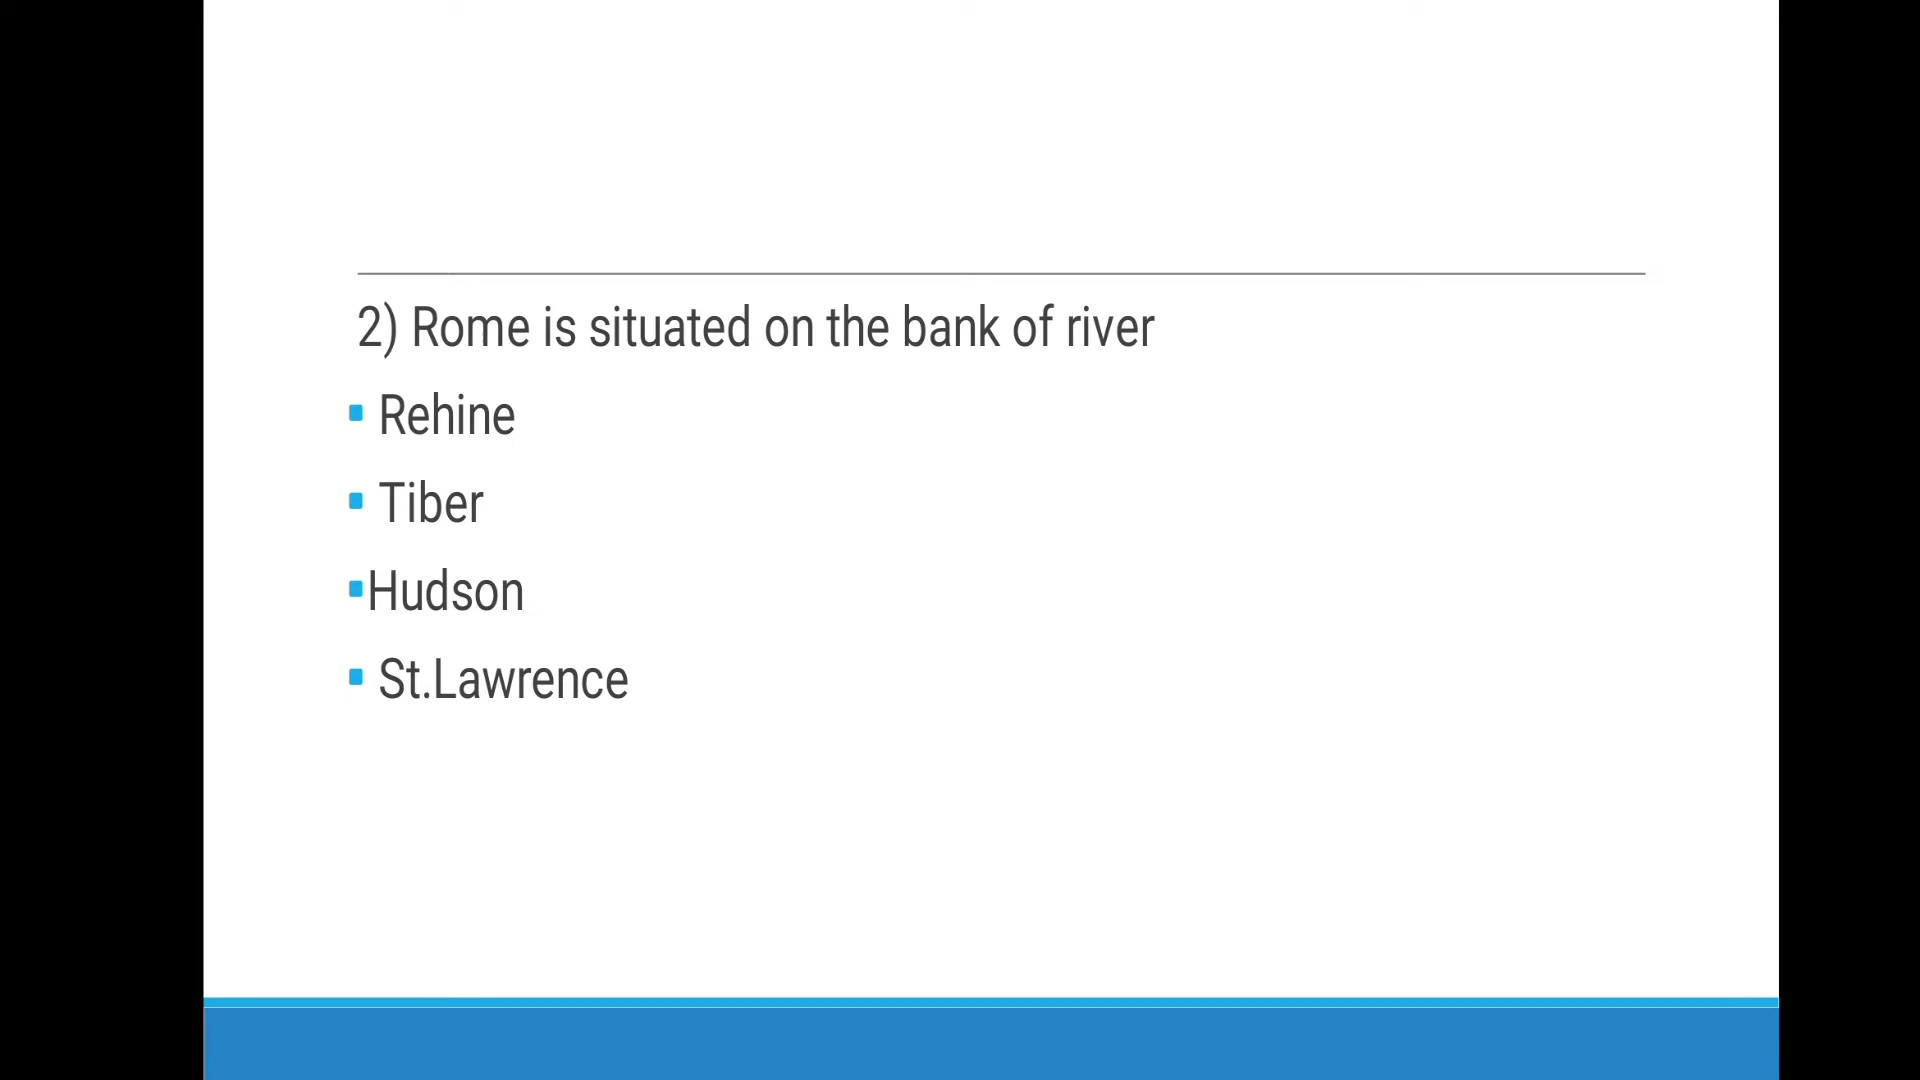 2) Rome is situated on the bank of river
▪ Rehine
▪ Tiber
▪Hudson
▪ St.Lawrence